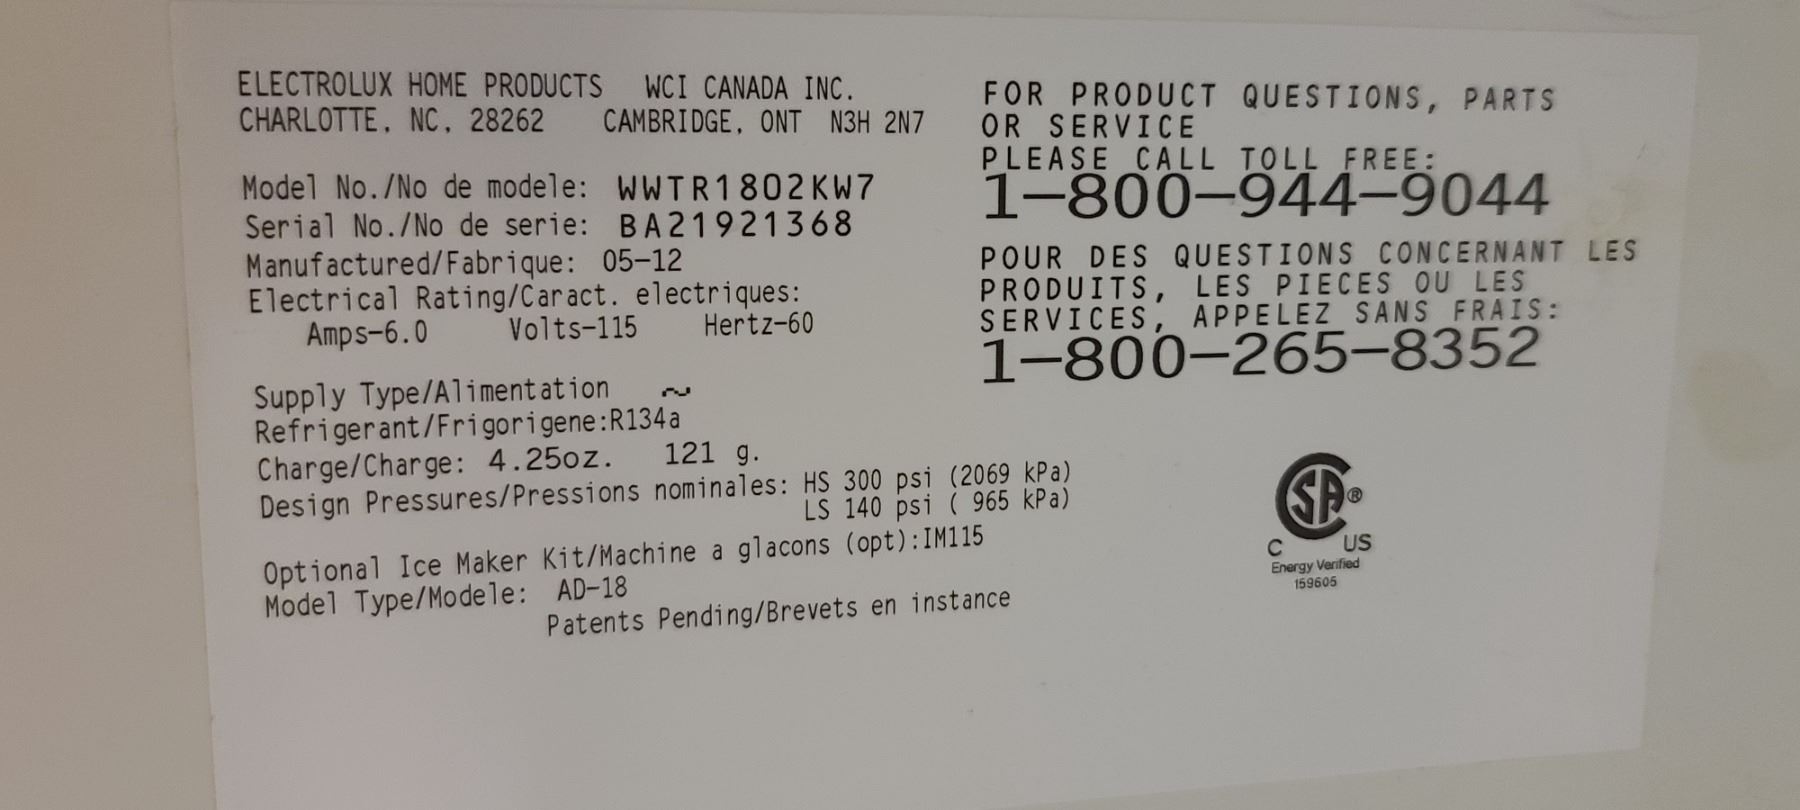 ELECTROLUX HOME PRODUCTS WCI CANADA INC.
CHARLOTTE, NC, 28262 CAMBRIDGE, ONT N3H 2N7
Model No./No de modele: WWTR1802KW7
Serial No./No de serie: BA21921368
Manufactured/Fabrique: 05-12
Electrical Rating/Caract. electriques:
Amps-6.0 Volts-115 Hertz-60
Supply Type/Alimentation ~
Refrigerant/Frigorigene:R134a
Charge/Charge: 4.25oz. 121 g.
Design Pressures/Pressions nominales: HS 300 psi (2069 kPa)
LS 140 psi ( 965 kPa)
Optional Ice Maker Kit/Machine a glacons (opt):IM115
Model Type/Modele: AD-18
Patents Pending/Brevets en instance
FOR PRODUCT QUESTIONS, PARTS
OR SERVICE
PLEASE CALL TOLL FREE:
1-800-944-9044
POUR DES QUESTIONS CONCERNANT LES
PRODUITS, LES PIECES OU LES
SERVICES, APPELEZ SANS FRAIS:
1-800-265-8352
SA®
C US
Energy Verified
159605